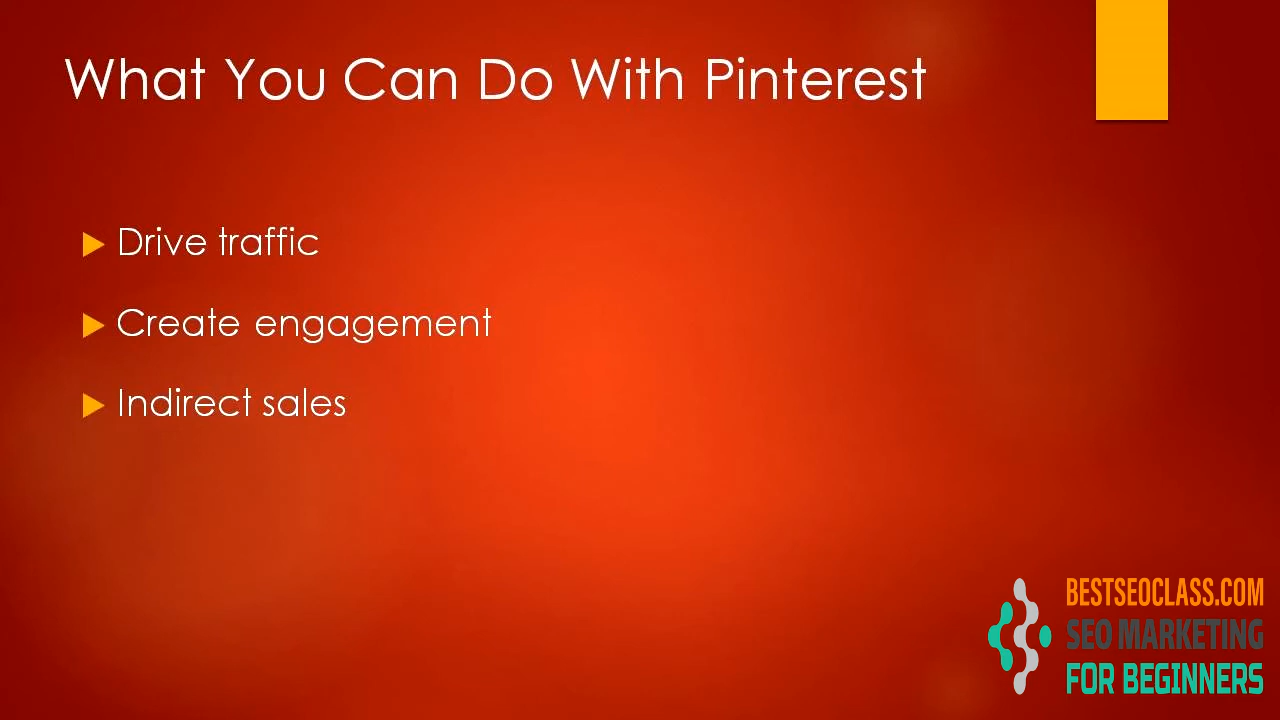 What You Can Do With Pinterest
Drive traffic
Create engagement
Indirect sales
BESTSEOCLASS.COM
SEO MARKETING
FOR BEGINNERS